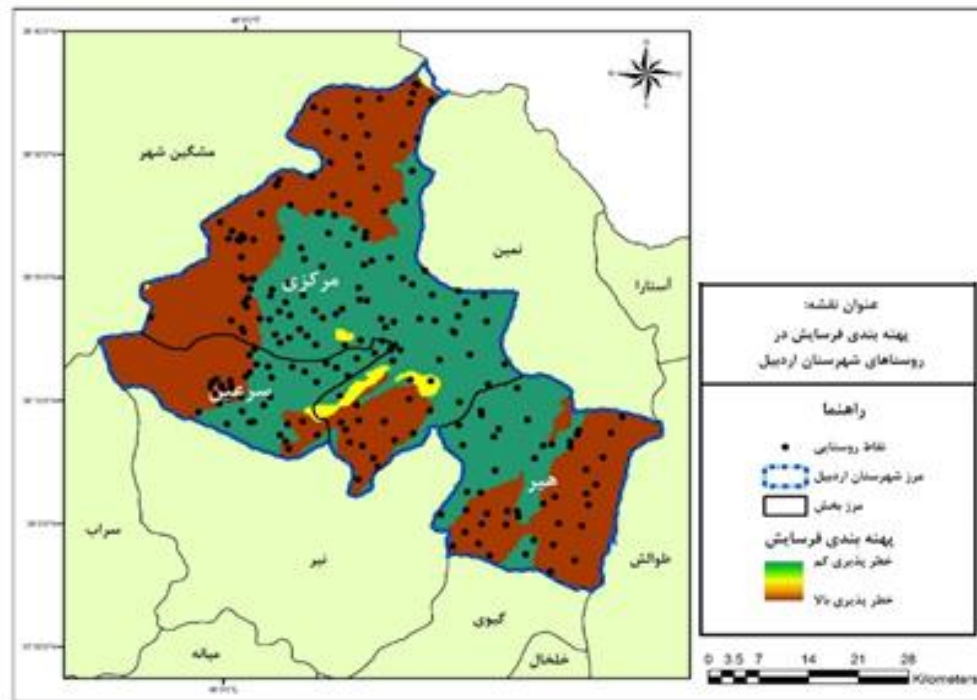 مشگین شهر
نمین
آستارا
مرکزی
سرعین
هیر
سراب
نیر
طوالش
گیوی
میانه
خلخال
عنوان نقشه:
پهنه بندی فرسایش در
روستاهای شهرستان اردبیل
راهنما
نقاط روستایی
مرز شهرستان اردبیل
مرز بخش
پهنه بندی فرسایش
خطر پذیری کم
خطر پذیری بالا
0 3.5 7 14 21 28
Kilometers